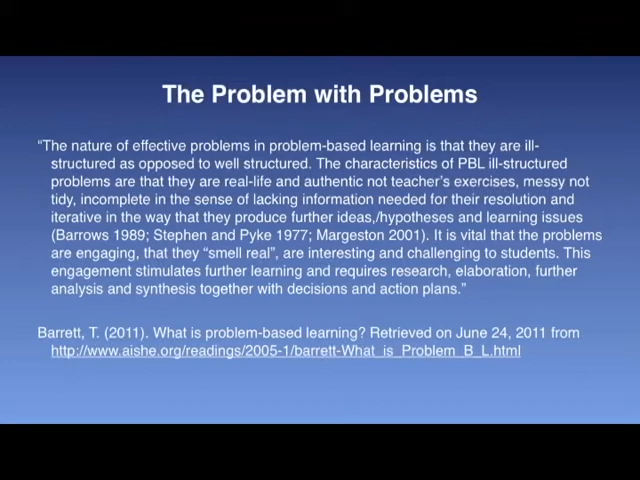 The Problem with Problems
“The nature of effective problems in problem-based learning is that they are ill-
structured as opposed to well structured. The characteristics of PBL ill-structured
problems are that they are real-life and authentic not teacher’s exercises, messy not
tidy, incomplete in the sense of lacking information needed for their resolution and
iterative in the way that they produce further ideas,/hypotheses and learning issues
(Barrows 1989; Stephen and Pyke 1977; Margeston 2001). It is vital that the problems
are engaging, that they “smell real”, are interesting and challenging to students. This
engagement stimulates further learning and requires research, elaboration, further
analysis and synthesis together with decisions and action plans.”
Barrett, T. (2011). What is problem-based learning? Retrieved on June 24, 2011 from
http://www.aishe.org/readings/2005-1/barrett-What_is_Problem_B_L.html